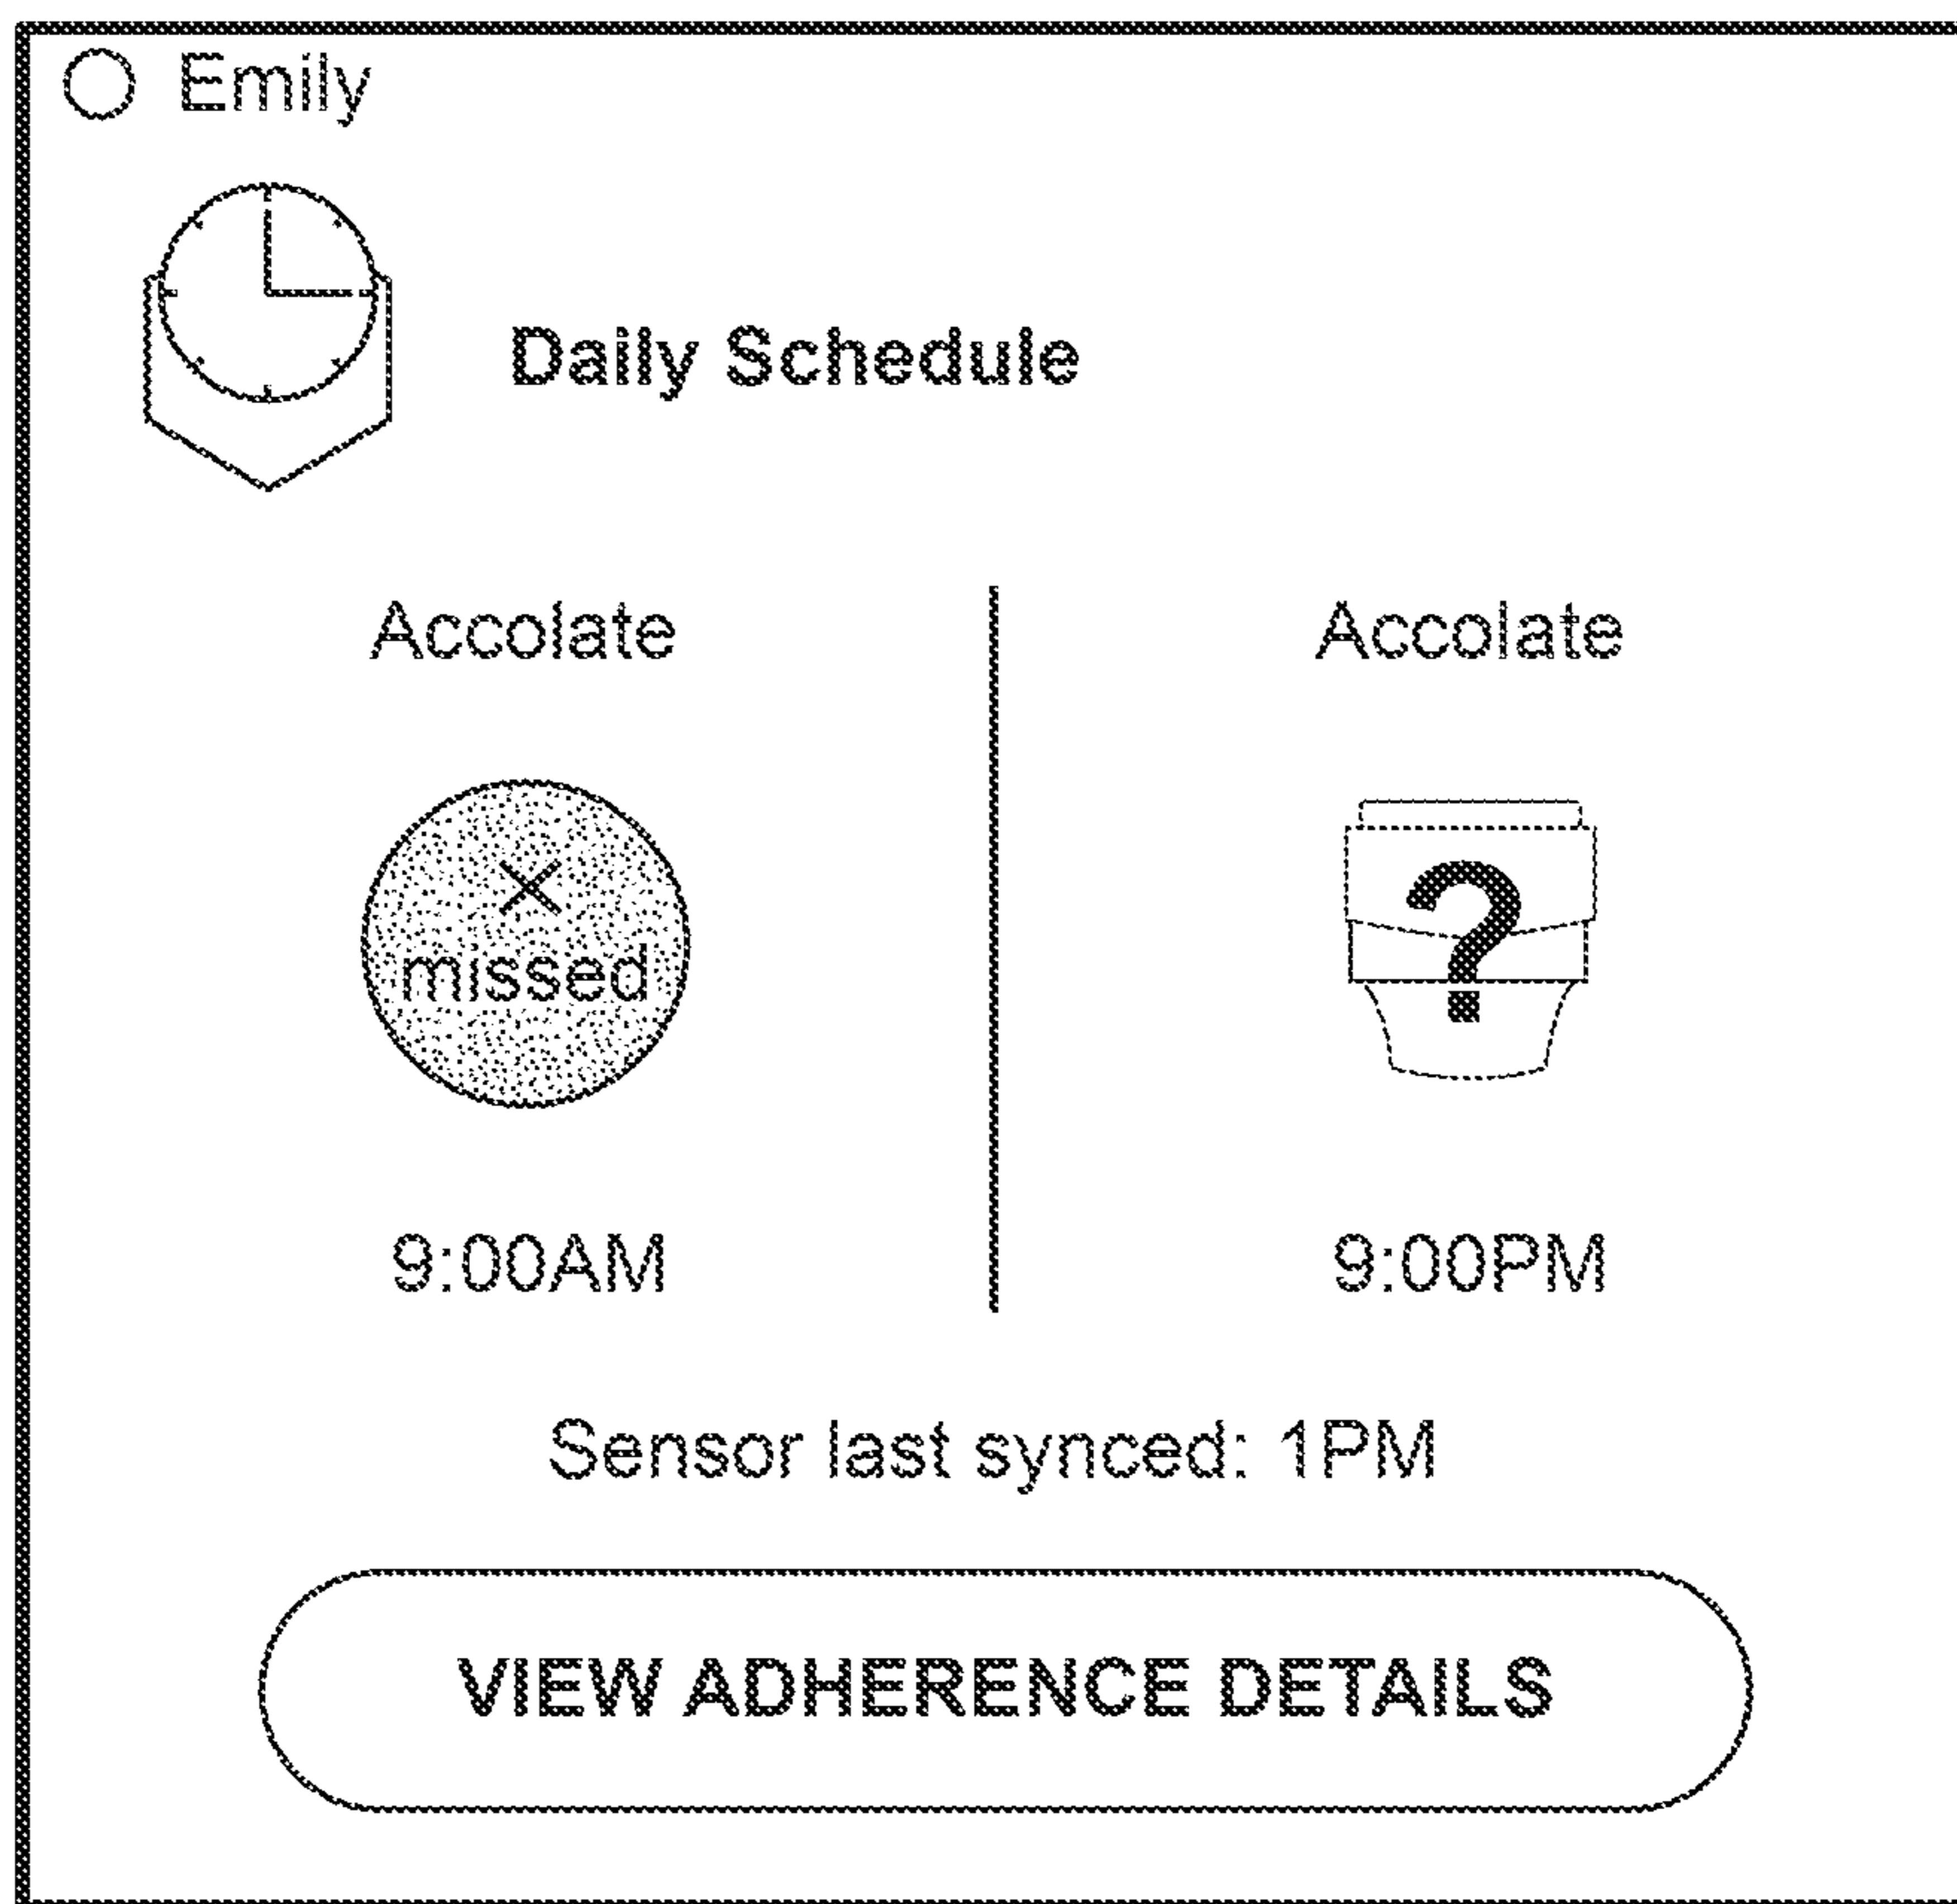 Emily
Daily Schedule
Accolate
Accolate
×
missed
?
9:00AM
9:00PM
Sensor last synced: 1PM
VIEW ADHERENCE DETAILS